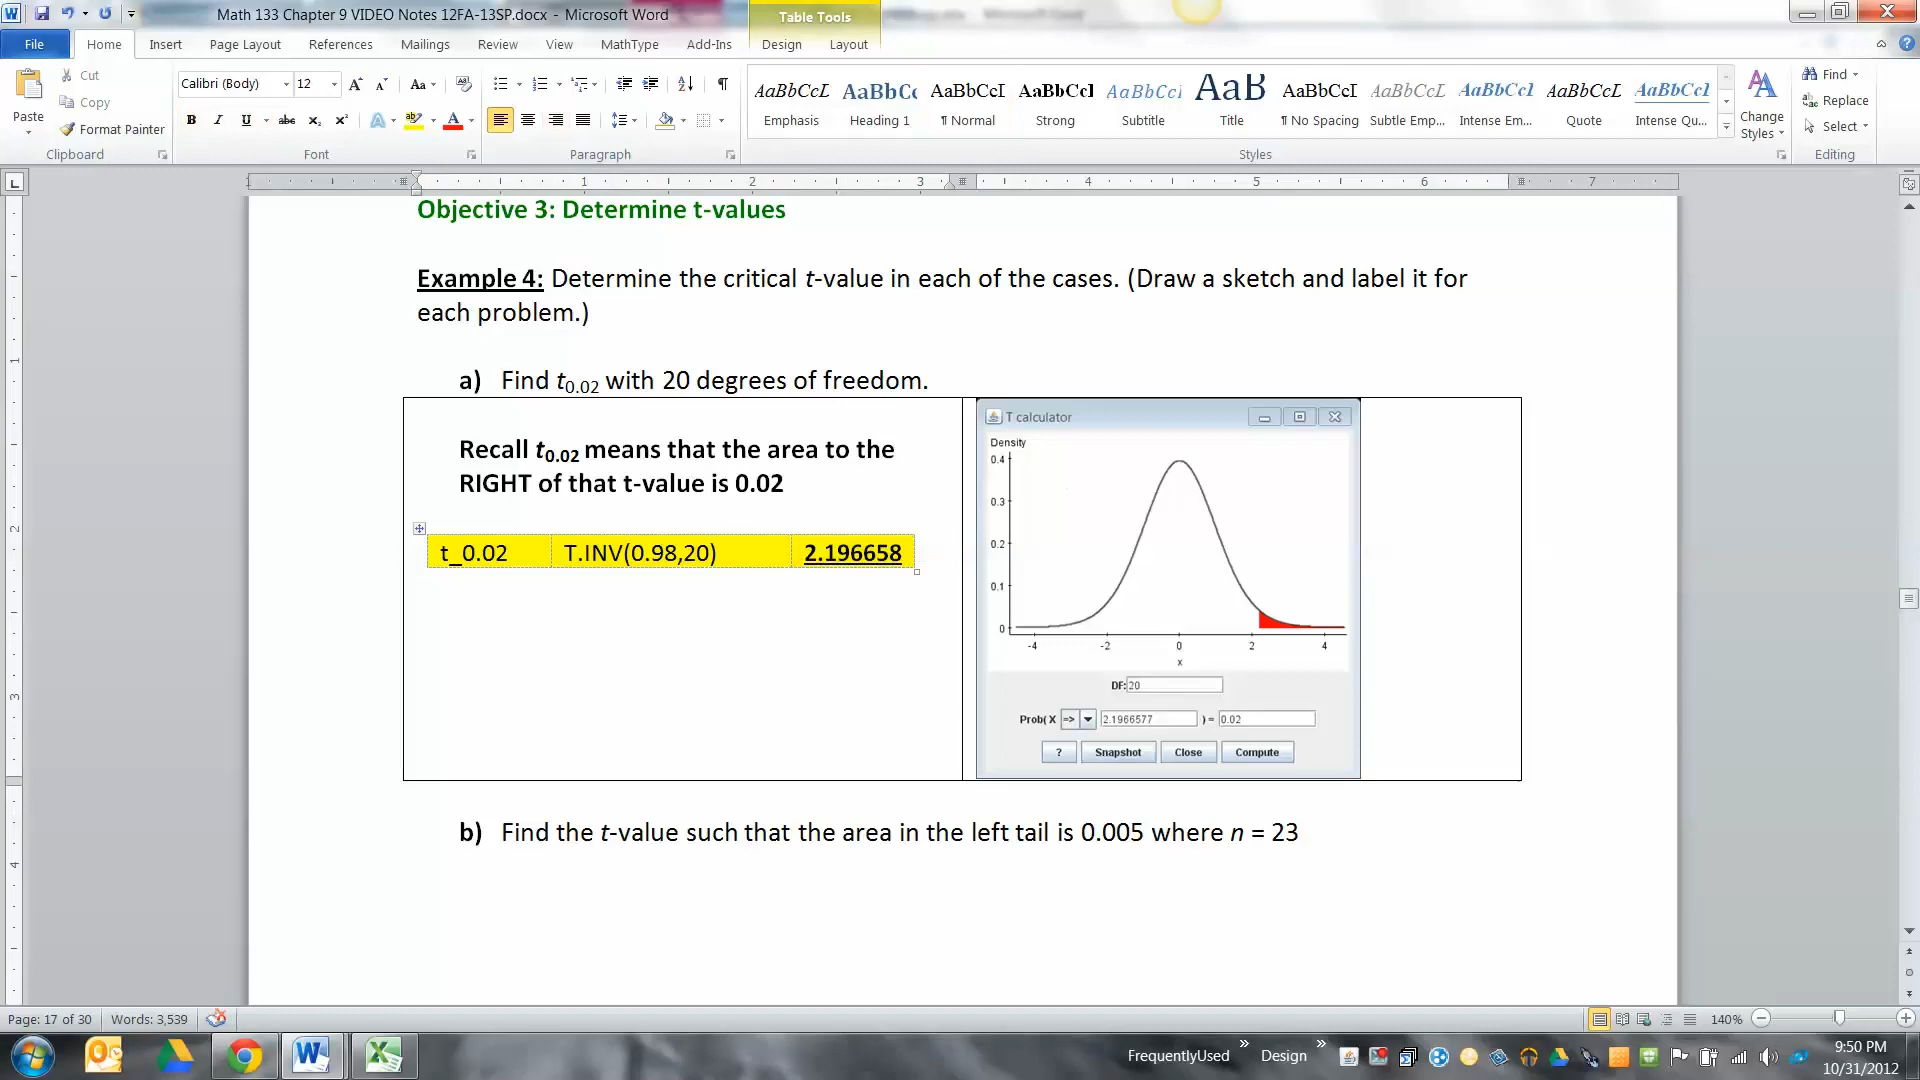 Math 133 Chapter 9 VIDEO Notes 12FA-13SP.docx - Microsoft Word
Table Tools
File Home Insert Page Layout References Mailings Review View MathType Add-Ins Design Layout
Paste
Cut
Copy
Format Painter
Clipboard
Calibri (Body) 12
Font
Paragraph
AaBbCcL AaBbCc AaBbCcI AaBbCcI AaBbCcI AaB AaBbCcI AaBbCcL AaBbCcI AaBbCcL AaBbCcI
Emphasis Heading 1 ¶ Normal Strong Subtitle Title ¶ No Spacing Subtle Emp... Intense Em... Quote Intense Qu...
Styles
Change Styles
Find
Replace
Select
Editing
1 1 2 3 4 5 6 7
Objective 3: Determine t-values
Example 4: Determine the critical t-value in each of the cases. (Draw a sketch and label it for
each problem.)
a) Find t0.02 with 20 degrees of freedom.
Recall t0.02 means that the area to the
RIGHT of that t-value is 0.02
t_0.02 T.INV(0.98,20) 2.196658
T calculator
Density
0.4
0.3
0.2
0.1
0
-4 -2 0 2 4
x
DF: 20
Prob( X => 2.1966577 ) = 0.02
? Snapshot Close Compute
b) Find the t-value such that the area in the left tail is 0.005 where n = 23
Page: 17 of 30 Words: 3,539 140%
FrequentlyUsed » Design »
9:50 PM
10/31/2012